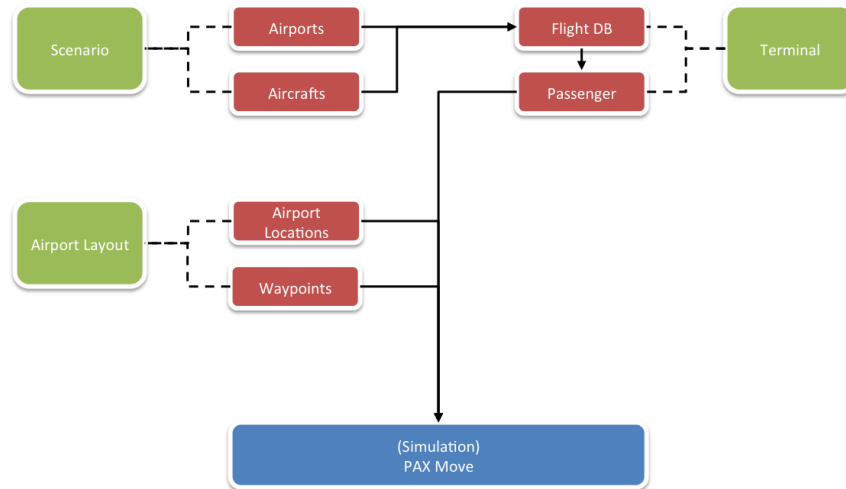 Scenario
Airports
Aircrafts
Flight DB
Passenger
Terminal
Airport Layout
Airport
Locations
Waypoints
(Simulation)
PAX Move